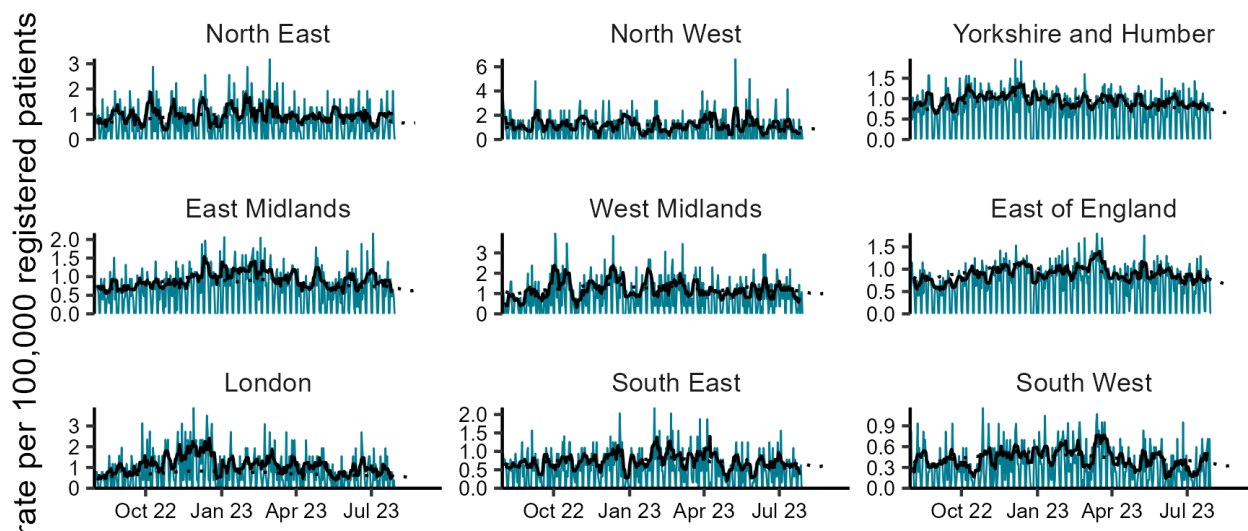 rate per 100,000 registered patients
North East
North West
Yorkshire and Humber
3
2
1
0
6
4
2
0
1.5
1.0
0.5
0.0
East Midlands
West Midlands
East of England
2.0
1.5
1.0
0.5
0.0
3
2
1
0
1.5
1.0
0.5
0.0
London
South East
South West
3
2
1
0
2.0
1.5
1.0
0.5
0.0
0.9
0.6
0.3
0.0
Oct 22 Jan 23 Apr 23 Jul 23
Oct 22 Jan 23 Apr 23 Jul 23
Oct 22 Jan 23 Apr 23 Jul 23